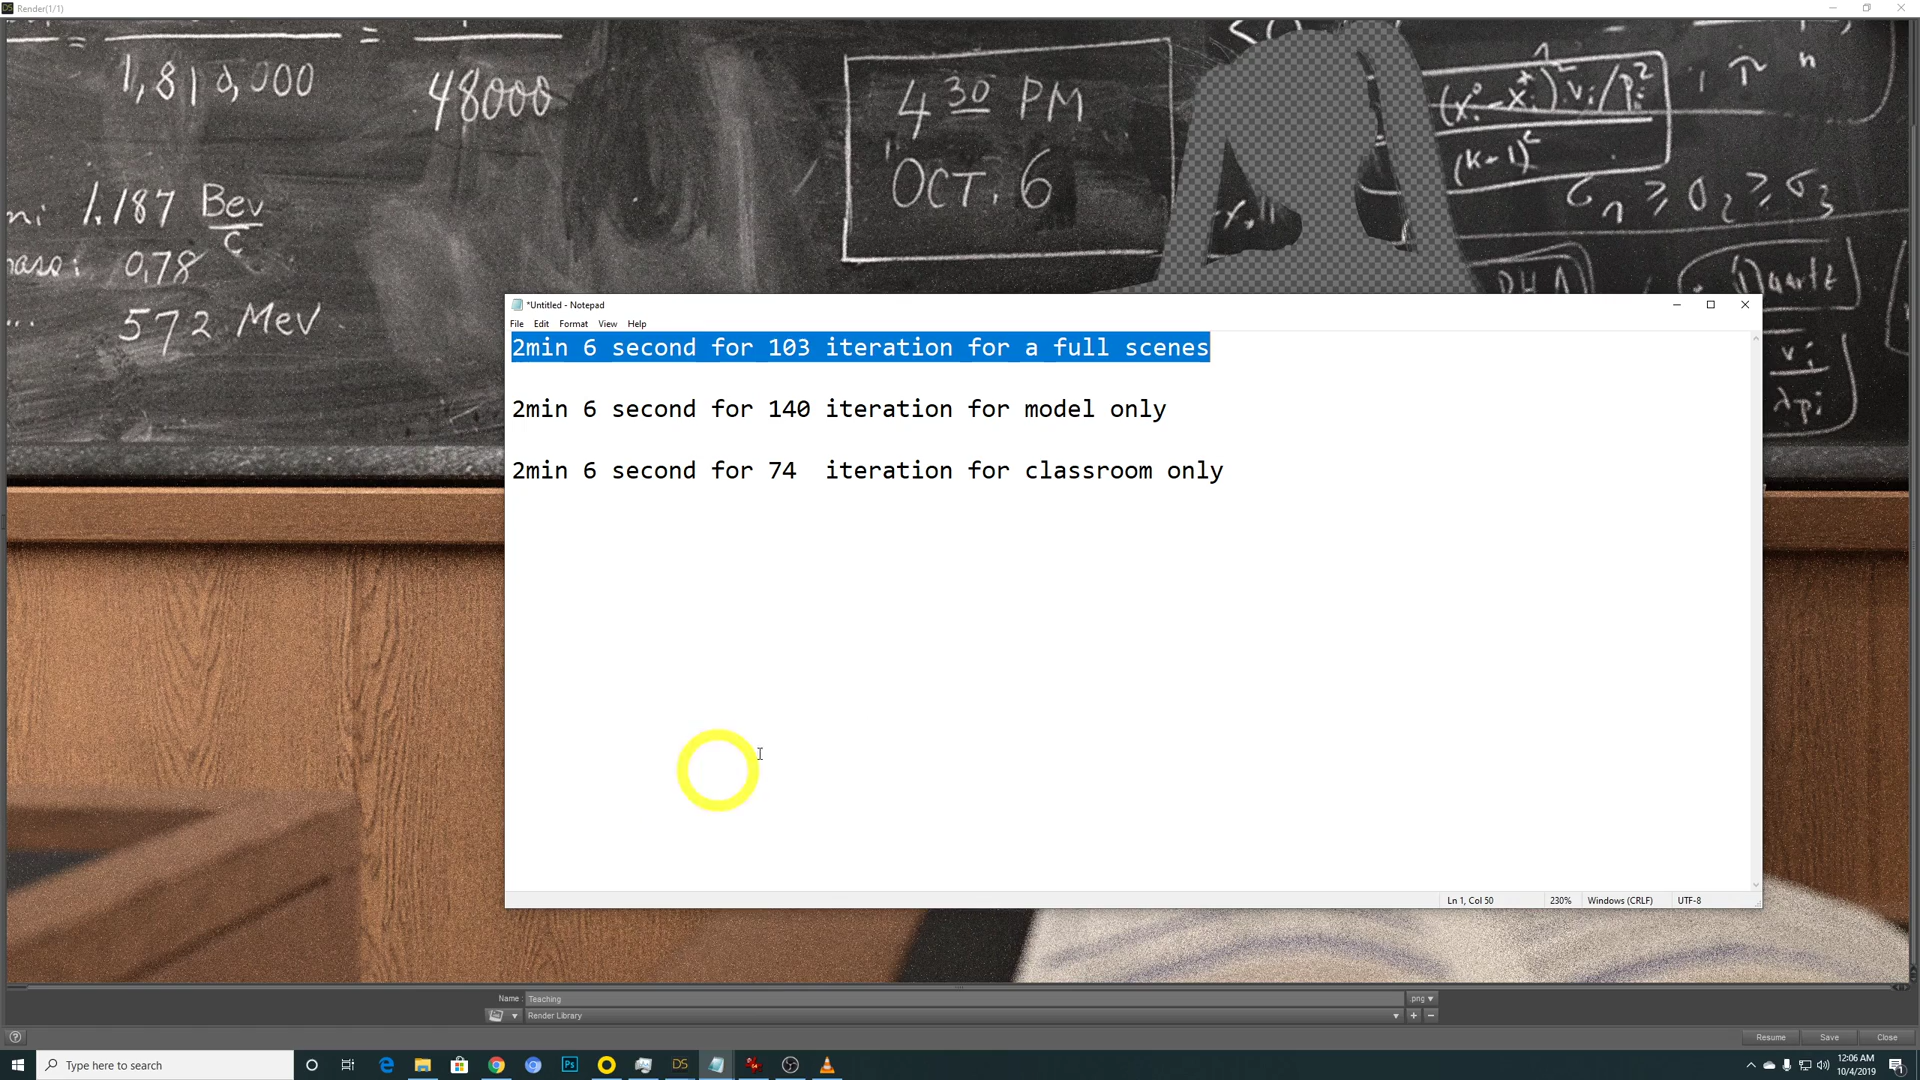 Render(1/1)
=
=
1,810,000
48000
4 30 PM
OCT. 6
1.187 Bev
c
0,78
572 Mev
(k-1)²
Quartz
*Untitled - Notepad
File Edit Format View Help
2min 6 second for 103 iteration for a full scenes
2min 6 second for 140 iteration for model only
2min 6 second for 74  iteration for classroom only
Ln 1, Col 50 230% Windows (CRLF) UTF-8
Name : Teaching .png
Render Library
Resume Save Close
Type here to search
12:06 AM
10/4/2019